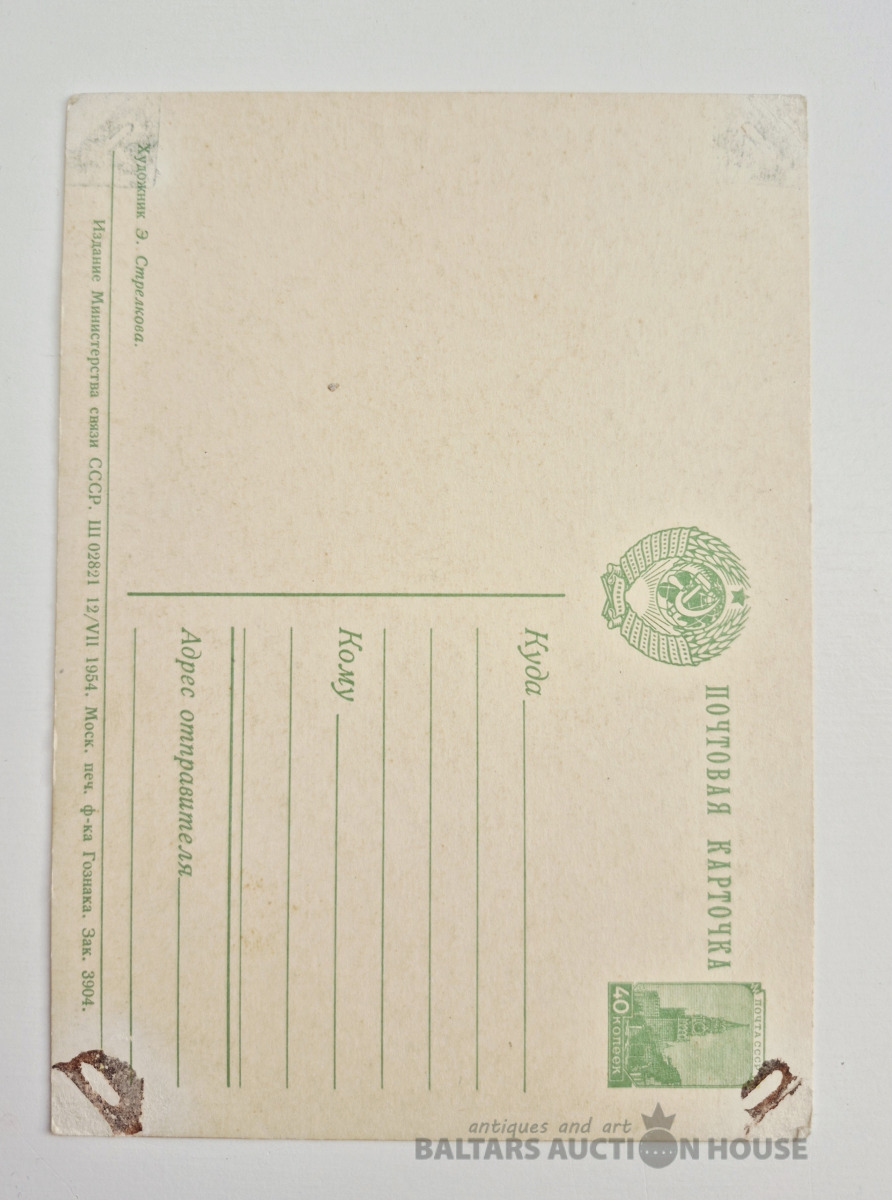 ПОЧТОВАЯ КАРТОЧКА
ПОЧТА СССР
40 КОПЕЕК
Куда
Кому
Адрес отправителя
Художник Э. Стрелкова.
Издание Министерства связи СССР. Ш 02821 12/VII 1954. Моск. печ. ф-ка Гознака. Зак. 3904.
antiques and art
BALTARS AUCTION HOUSE